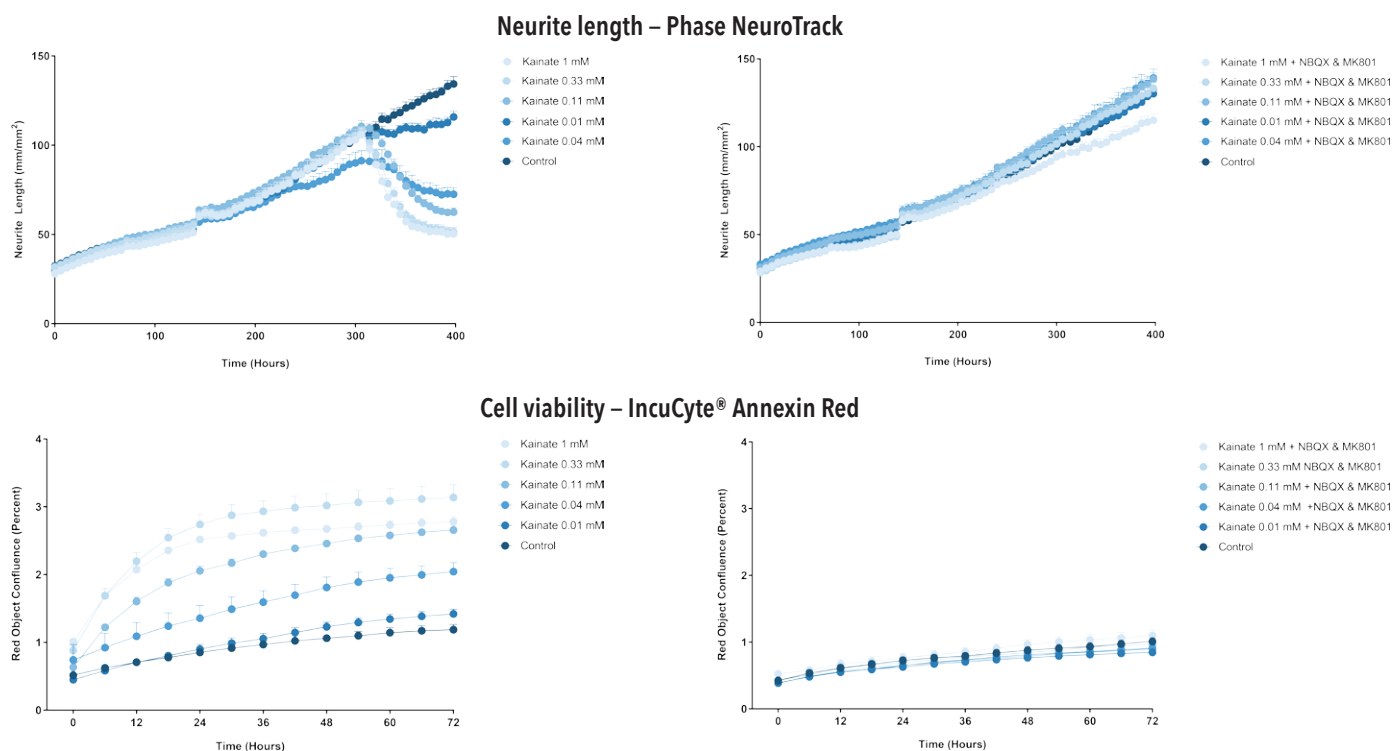 Neurite length – Phase NeuroTrack
150
100
50
0
0
100
200
300
400
Neurite Length (mm/mm²)
Time (Hours)
Kainate 1 mM
Kainate 0.33 mM
Kainate 0.11 mM
Kainate 0.01 mM
Kainate 0.04 mM
Control
150
100
50
0
0
100
200
300
400
Neurite Length (mm/mm²)
Time (Hours)
Kainate 1 mM + NBQX & MK801
Kainate 0.33 mM + NBQX & MK801
Kainate 0.11 mM + NBQX & MK801
Kainate 0.01 mM + NBQX & MK801
Kainate 0.04 mM + NBQX & MK801
Control
Cell viability – IncuCyte® Annexin Red
4
3
2
1
0
0
12
24
36
48
60
72
Red Object Confluence (Percent)
Time (Hours)
Kainate 1 mM
Kainate 0.33 mM
Kainate 0.11 mM
Kainate 0.04 mM
Kainate 0.01 mM
Control
4
3
2
1
0
0
12
24
36
48
60
72
Red Object Confluence (Percent)
Time (Hours)
Kainate 1 mM + NBQX & MK801
Kainate 0.33 mM NBQX & MK801
Kainate 0.11 mM + NBQX & MK801
Kainate 0.04 mM +NBQX & MK801
Kainate 0.01 mM + NBQX & MK801
Control